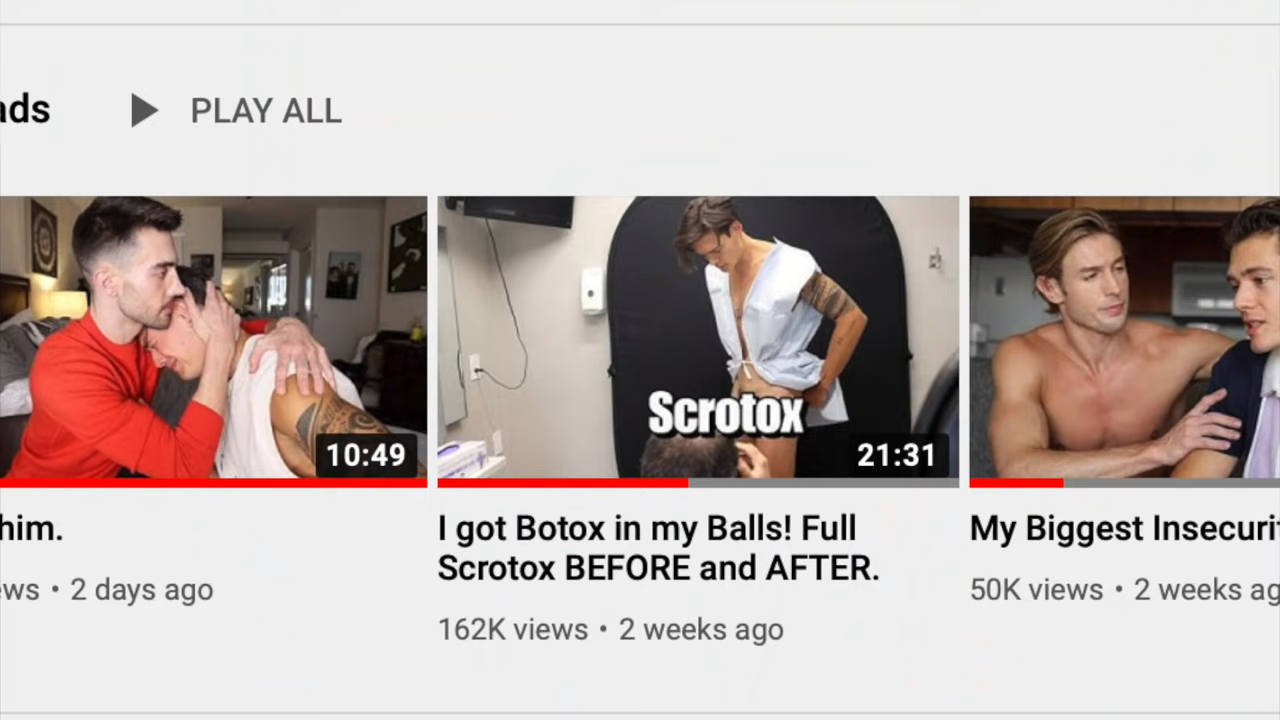 ads
PLAY ALL
10:49
Scrotox
21:31
him.
I got Botox in my Balls! Full
Scrotox BEFORE and AFTER.
My Biggest Insecuri
ews • 2 days ago
162K views • 2 weeks ago
50K views • 2 weeks ag